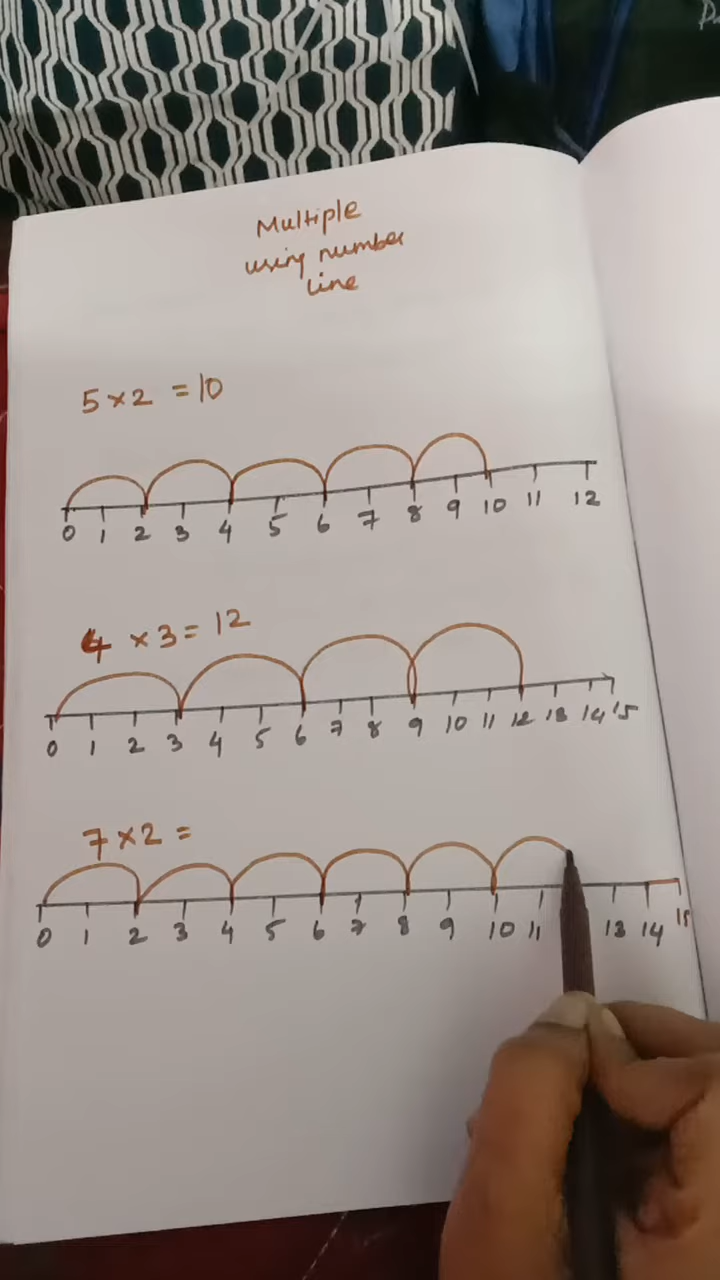 Multiple
using number
line
5 × 2 = 10
0 1 2 3 4 5 6 7 8 9 10 11 12
4 × 3 = 12
0 1 2 3 4 5 6 7 8 9 10 11 12 13 14 15
7 × 2 =
0 1 2 3 4 5 6 7 8 9 10 11 13 14 15